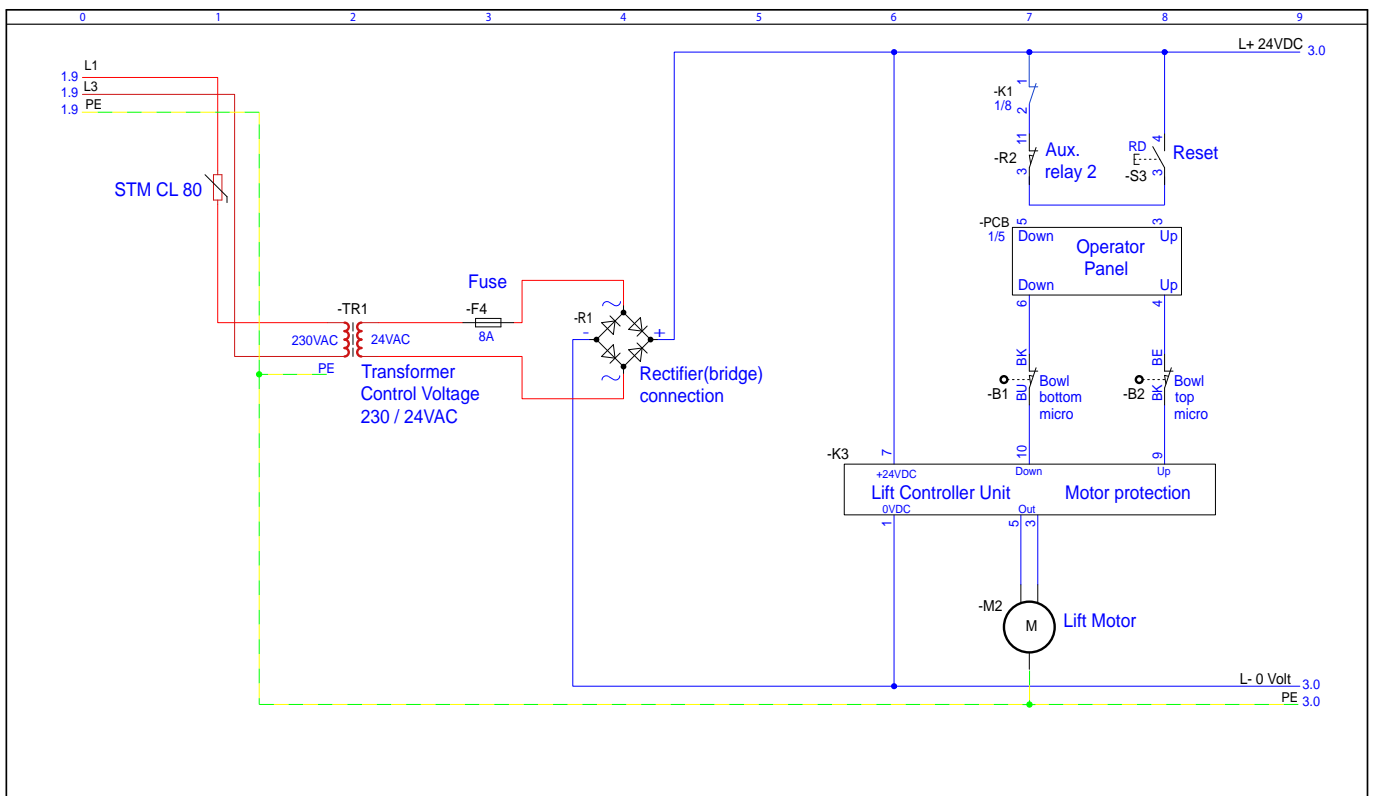 0 1 2 3 4 5 6 7 8 9
L+ 24VDC 3.0
1.9 L1
1.9 L3
1.9 PE
STM CL 80
-K1
1/8
1
2
-R2
11
3
Aux.
relay 2
RD
-S3
4
3
Reset
-PCB
1/5
5
3
Down
Up
Operator
Panel
Down
Up
6
4
Fuse
-F4
8A
-TR1
230VAC
24VAC
PE
Transformer
Control Voltage
230 / 24VAC
-R1
-
+
Rectifier(bridge)
connection
BK
BU
-B1
Bowl
bottom
micro
BE
BK
-B2
Bowl
top
micro
-K3
7
10
9
+24VDC
Down
Up
Lift Controller Unit
Motor protection
0VDC
Out
1
5
3
-M2
M
Lift Motor
L- 0 Volt 3.0
PE 3.0